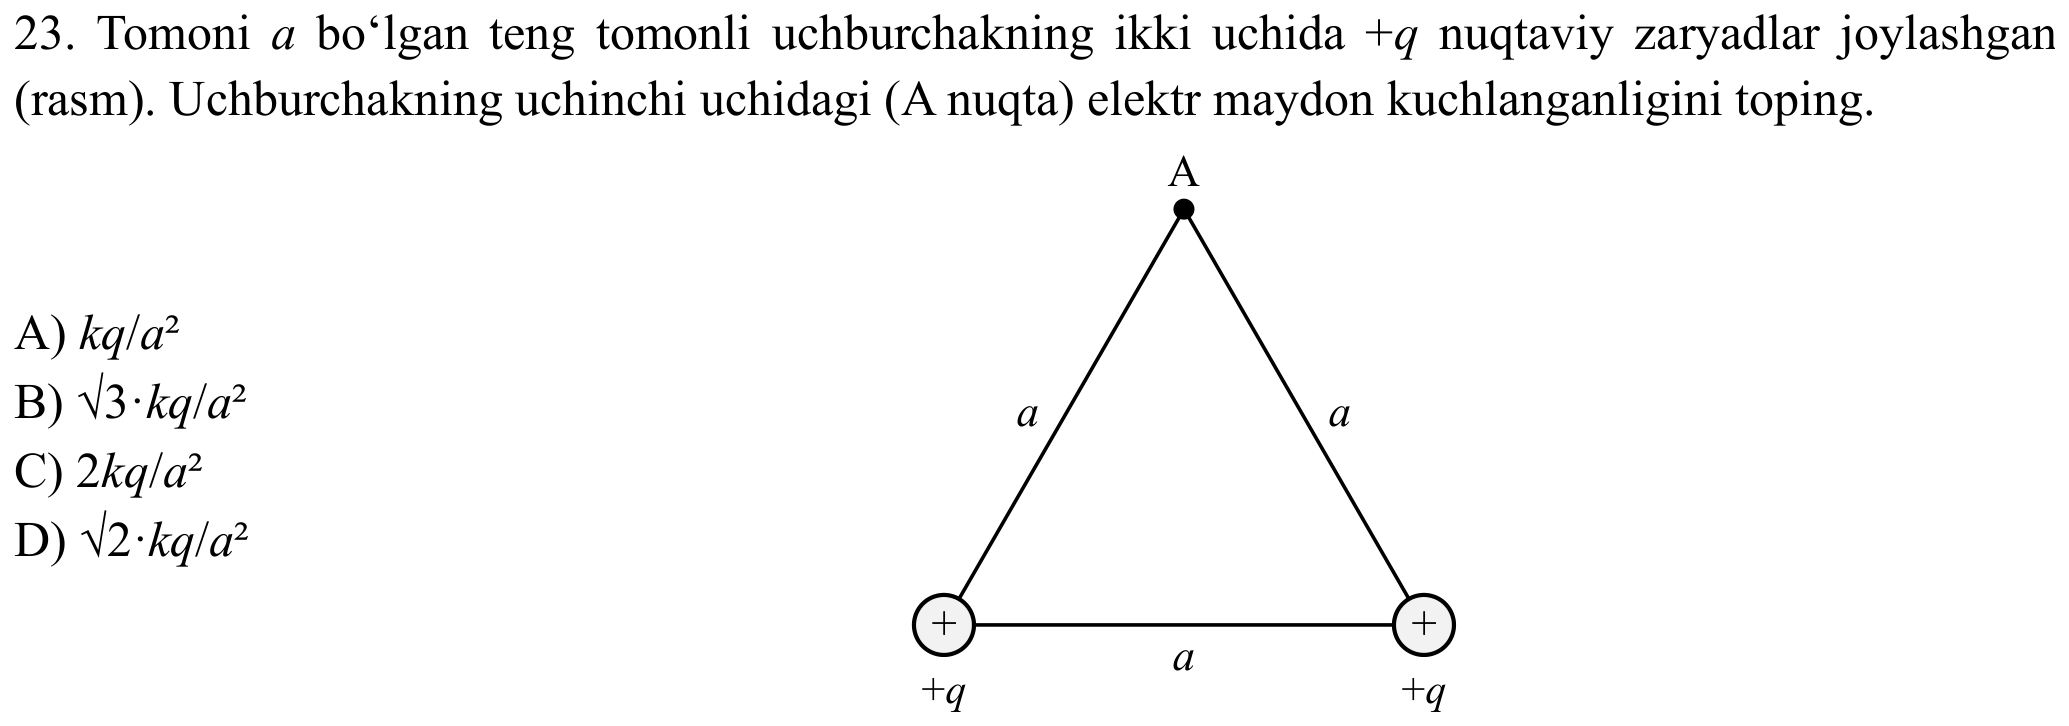 23. Tomoni a bo‘lgan teng tomonli uchburchakning ikki uchida +q nuqtaviy zaryadlar joylashgan
(rasm). Uchburchakning uchinchi uchidagi (A nuqta) elektr maydon kuchlanganligini toping.
A
A) kq/a²
B) √3·kq/a²
C) 2kq/a²
D) √2·kq/a²
a a
+ +
a
+q +q